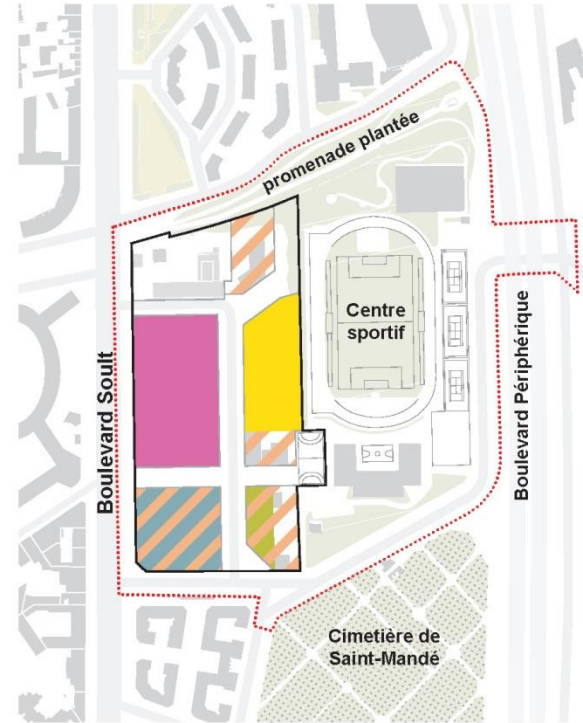 promenade plantée
Centre
sportif
Boulevard Soult
Boulevard Périphérique
Cimetière de
Saint-Mandé